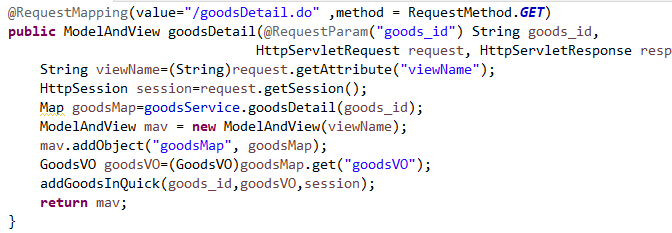 @RequestMapping(value="/goodsDetail.do" ,method = RequestMethod.GET)
public ModelAndView goodsDetail(@RequestParam("goods_id") String goods_id,
HttpServletRequest request, HttpServletResponse resp
String viewName=(String)request.getAttribute("viewName");
HttpSession session=request.getSession();
Map goodsMap=goodsService.goodsDetail(goods_id);
ModelAndView mav = new ModelAndView(viewName);
mav.addObject("goodsMap", goodsMap);
GoodsVO goodsVO=(GoodsVO)goodsMap.get("goodsVO");
addGoodsInQuick(goods_id,goodsVO,session);
return mav;
}